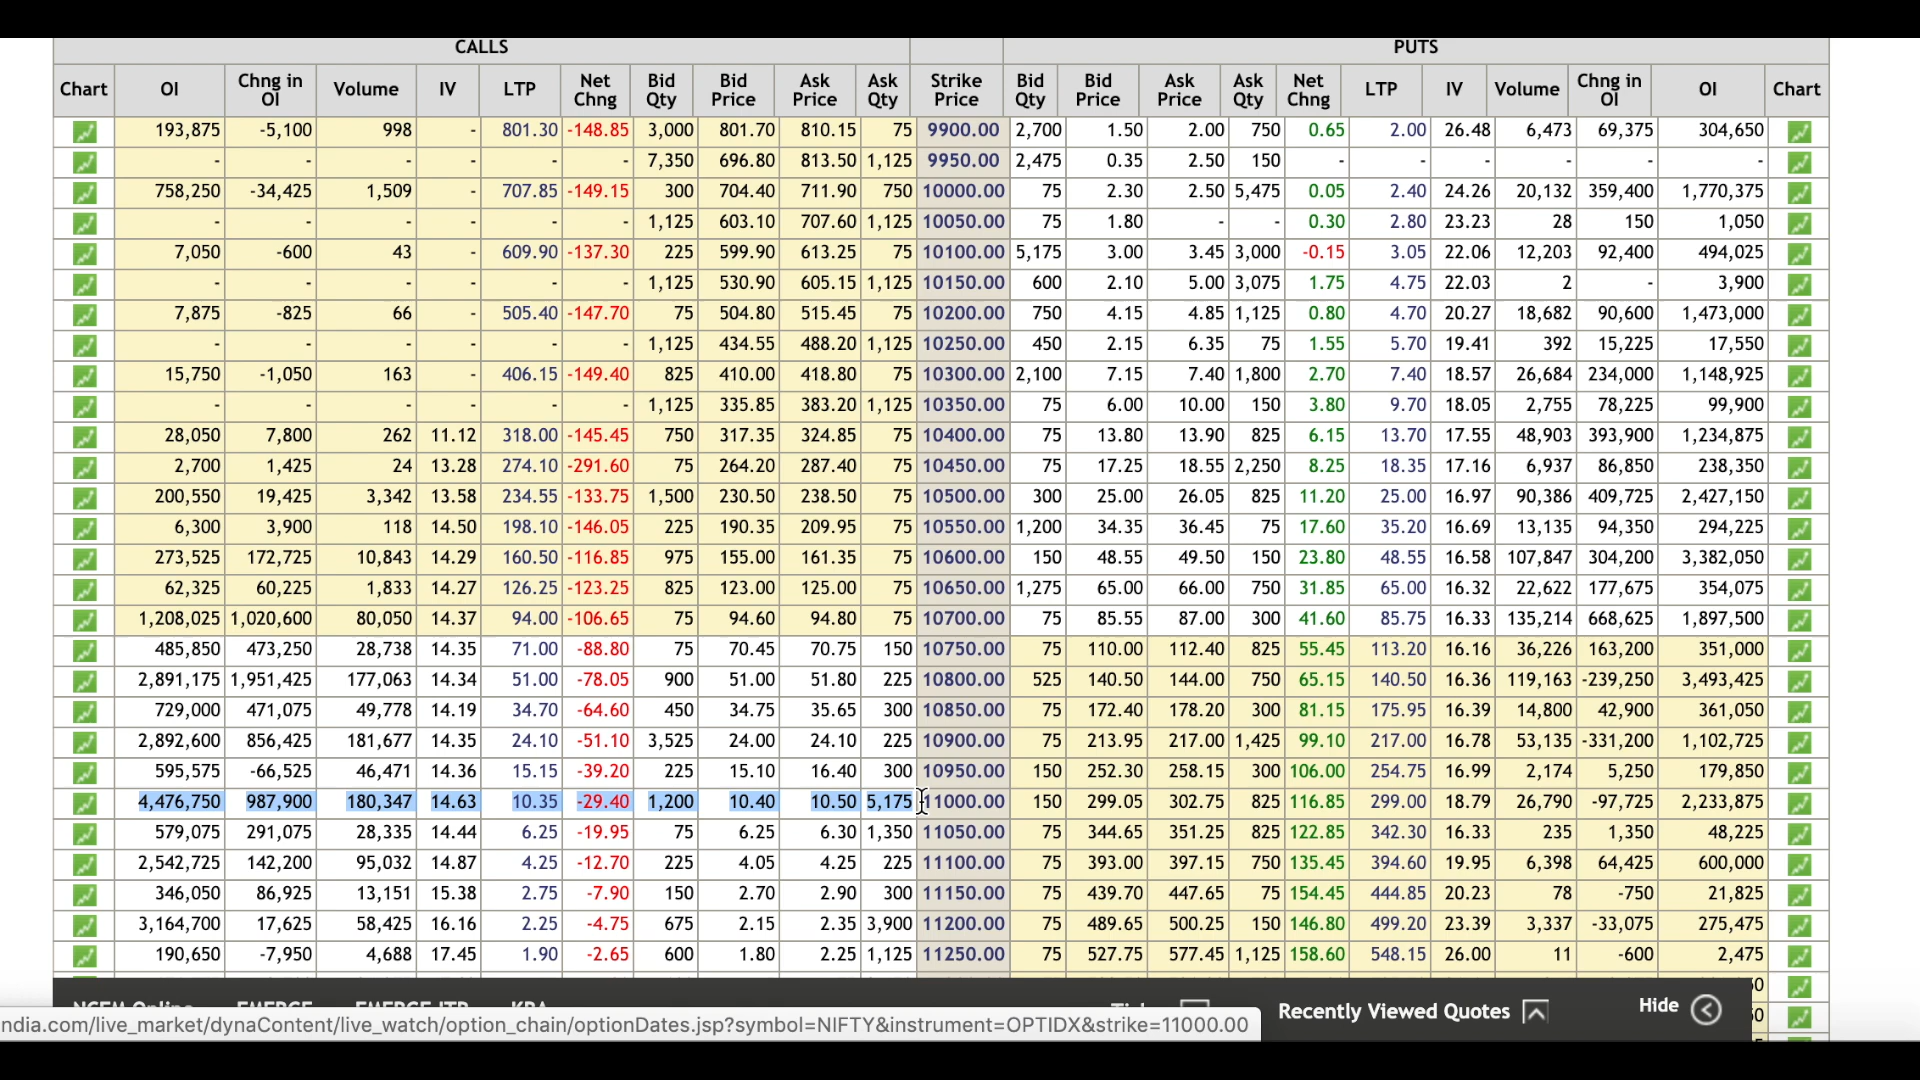 CALLS PUTS
Chart OI Chng in OI Volume IV LTP Net Chng Bid Qty Bid Price Ask Price Ask Qty Strike Price Bid Qty Bid Price Ask Price Ask Qty Net Chng LTP IV Volume Chng in OI OI Chart
193,875 -5,100 998 - 801.30 -148.85 3,000 801.70 810.15 75 9900.00 2,700 1.50 2.00 750 0.65 2.00 26.48 6,473 69,375 304,650
- - - - - - 7,350 696.80 813.50 1,125 9950.00 2,475 0.35 2.50 150 - - - - - -
758,250 -34,425 1,509 - 707.85 -149.15 300 704.40 711.90 750 10000.00 75 2.30 2.50 5,475 0.05 2.40 24.26 20,132 359,400 1,770,375
- - - - - - 1,125 603.10 707.60 1,125 10050.00 75 1.80 - - 0.30 2.80 23.23 28 150 1,050
7,050 -600 43 - 609.90 -137.30 225 599.90 613.25 75 10100.00 5,175 3.00 3.45 3,000 -0.15 3.05 22.06 12,203 92,400 494,025
- - - - - - 1,125 530.90 605.15 1,125 10150.00 600 2.10 5.00 3,075 1.75 4.75 22.03 2 - 3,900
7,875 -825 66 - 505.40 -147.70 75 504.80 515.45 75 10200.00 750 4.15 4.85 1,125 0.80 4.70 20.27 18,682 90,600 1,473,000
- - - - - - 1,125 434.55 488.20 1,125 10250.00 450 2.15 6.35 75 1.55 5.70 19.41 392 15,225 17,550
15,750 -1,050 163 - 406.15 -149.40 825 410.00 418.80 75 10300.00 2,100 7.15 7.40 1,800 2.70 7.40 18.57 26,684 234,000 1,148,925
- - - - - - 1,125 335.85 383.20 1,125 10350.00 75 6.00 10.00 150 3.80 9.70 18.05 2,755 78,225 99,900
28,050 7,800 262 11.12 318.00 -145.45 750 317.35 324.85 75 10400.00 75 13.80 13.90 825 6.15 13.70 17.55 48,903 393,900 1,234,875
2,700 1,425 24 13.28 274.10 -291.60 75 264.20 287.40 75 10450.00 75 17.25 18.55 2,250 8.25 18.35 17.16 6,937 86,850 238,350
200,550 19,425 3,342 13.58 234.55 -133.75 1,500 230.50 238.50 75 10500.00 300 25.00 26.05 825 11.20 25.00 16.97 90,386 409,725 2,427,150
6,300 3,900 118 14.50 198.10 -146.05 225 190.35 209.95 75 10550.00 1,200 34.35 36.45 75 17.60 35.20 16.69 13,135 94,350 294,225
273,525 172,725 10,843 14.29 160.50 -116.85 975 155.00 161.35 75 10600.00 150 48.55 49.50 150 23.80 48.55 16.58 107,847 304,200 3,382,050
62,325 60,225 1,833 14.27 126.25 -123.25 825 123.00 125.00 75 10650.00 1,275 65.00 66.00 750 31.85 65.00 16.32 22,622 177,675 354,075
1,208,025 1,020,600 80,050 14.37 94.00 -106.65 75 94.60 94.80 75 10700.00 75 85.55 87.00 300 41.60 85.75 16.33 135,214 668,625 1,897,500
485,850 473,250 28,738 14.35 71.00 -88.80 75 70.45 70.75 150 10750.00 75 110.00 112.40 825 55.45 113.20 16.16 36,226 163,200 351,000
2,891,175 1,951,425 177,063 14.34 51.00 -78.05 900 51.00 51.80 225 10800.00 525 140.50 144.00 750 65.15 140.50 16.36 119,163 -239,250 3,493,425
729,000 471,075 49,778 14.19 34.70 -64.60 450 34.75 35.65 300 10850.00 75 172.40 178.20 300 81.15 175.95 16.39 14,800 42,900 361,050
2,892,600 856,425 181,677 14.35 24.10 -51.10 3,525 24.00 24.10 225 10900.00 75 213.95 217.00 1,425 99.10 217.00 16.78 53,135 -331,200 1,102,725
595,575 -66,525 46,471 14.36 15.15 -39.20 225 15.10 16.40 300 10950.00 150 252.30 258.15 300 106.00 254.75 16.99 2,174 5,250 179,850
4,476,750 987,900 180,347 14.63 10.35 -29.40 1,200 10.40 10.50 5,175 11000.00 150 299.05 302.75 825 116.85 299.00 18.79 26,790 -97,725 2,233,875
579,075 291,075 28,335 14.44 6.25 -19.95 75 6.25 6.30 1,350 11050.00 75 344.65 351.25 825 122.85 342.30 16.33 235 1,350 48,225
2,542,725 142,200 95,032 14.87 4.25 -12.70 225 4.05 4.25 225 11100.00 75 393.00 397.15 750 135.45 394.60 19.95 6,398 64,425 600,000
346,050 86,925 13,151 15.38 2.75 -7.90 150 2.70 2.90 300 11150.00 75 439.70 447.65 75 154.45 444.85 20.23 78 -750 21,825
3,164,700 17,625 58,425 16.16 2.25 -4.75 675 2.15 2.35 3,900 11200.00 75 489.65 500.25 150 146.80 499.20 23.39 3,337 -33,075 275,475
190,650 -7,950 4,688 17.45 1.90 -2.65 600 1.80 2.25 1,125 11250.00 75 527.75 577.45 1,125 158.60 548.15 26.00 11 -600 2,475
Recently Viewed Quotes Hide
ndia.com/live_market/dynaContent/live_watch/option_chain/optionDates.jsp?symbol=NIFTY&instrument=OPTIDX&strike=11000.00